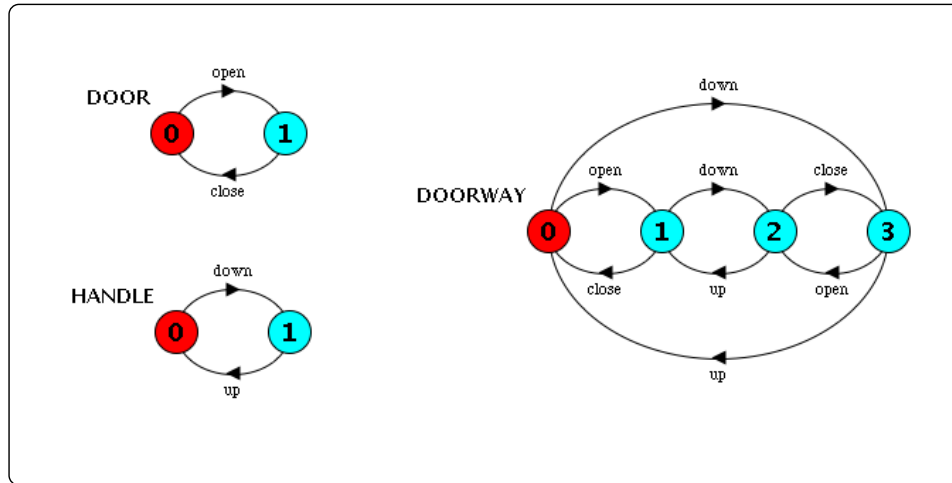 open
DOOR
0 1
close
down
HANDLE
0 1
up
down
open down close
DOORWAY
0 1 2 3
close up open
up